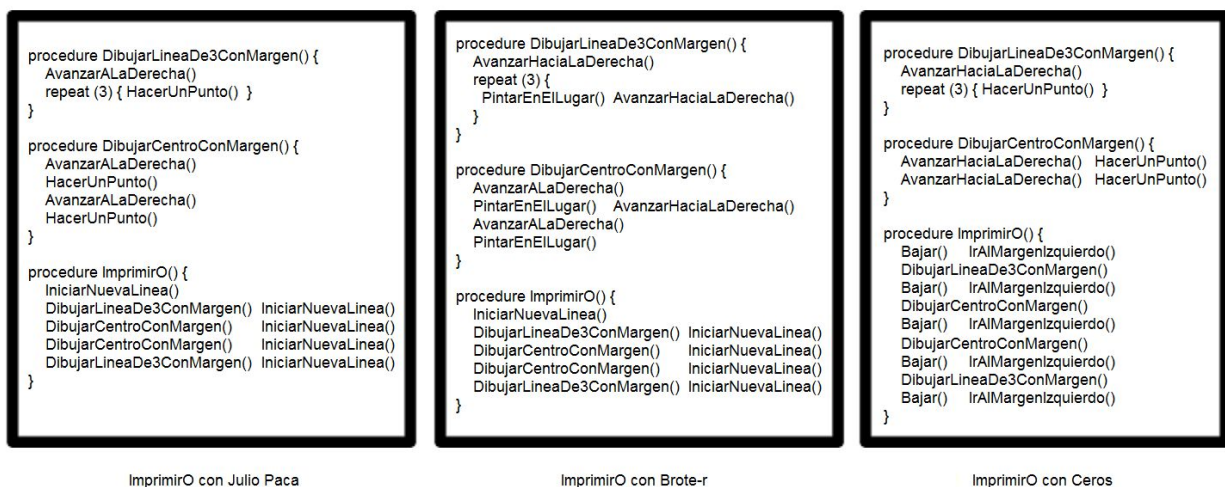 procedure DibujarLineaDe3ConMargen() {
AvanzarALaDerecha()
repeat (3) { HacerUnPunto() }
}
procedure DibujarCentroConMargen() {
AvanzarALaDerecha()
HacerUnPunto()
AvanzarALaDerecha()
HacerUnPunto()
}
procedure ImprimirO() {
IniciarNuevaLinea()
DibujarLineaDe3ConMargen() IniciarNuevaLinea()
DibujarCentroConMargen() IniciarNuevaLinea()
DibujarCentroConMargen() IniciarNuevaLinea()
DibujarLineaDe3ConMargen() IniciarNuevaLinea()
}
ImprimirO con Julio Paca
procedure DibujarLineaDe3ConMargen() {
AvanzarHaciaLaDerecha()
repeat (3) {
PintarEnElLugar() AvanzarHaciaLaDerecha()
}
}
procedure DibujarCentroConMargen() {
AvanzarALaDerecha()
PintarEnElLugar() AvanzarHaciaLaDerecha()
AvanzarALaDerecha()
PintarEnElLugar()
}
procedure ImprimirO() {
IniciarNuevaLinea()
DibujarLineaDe3ConMargen() IniciarNuevaLinea()
DibujarCentroConMargen() IniciarNuevaLinea()
DibujarCentroConMargen() IniciarNuevaLinea()
DibujarLineaDe3ConMargen() IniciarNuevaLinea()
}
ImprimirO con Brote-r
procedure DibujarLineaDe3ConMargen() {
AvanzarHaciaLaDerecha()
repeat (3) { HacerUnPunto() }
}
procedure DibujarCentroConMargen() {
AvanzarHaciaLaDerecha() HacerUnPunto()
AvanzarHaciaLaDerecha() HacerUnPunto()
}
procedure ImprimirO() {
Bajar() IrAlMargenIzquierdo()
DibujarLineaDe3ConMargen()
Bajar() IrAlMargenIzquierdo()
DibujarCentroConMargen()
Bajar() IrAlMargenIzquierdo()
DibujarCentroConMargen()
Bajar() IrAlMargenIzquierdo()
DibujarLineaDe3ConMargen()
Bajar() IrAlMargenIzquierdo()
}
ImprimirO con Ceros